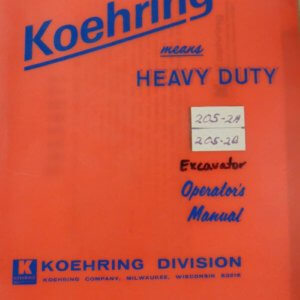 Koehring
means
HEAVY DUTY
205-2A
205-2B
Excavator
Operator's
Manual
K
KOEHRING DIVISION
KOEHRING COMPANY, MILWAUKEE, WISCONSIN 53216